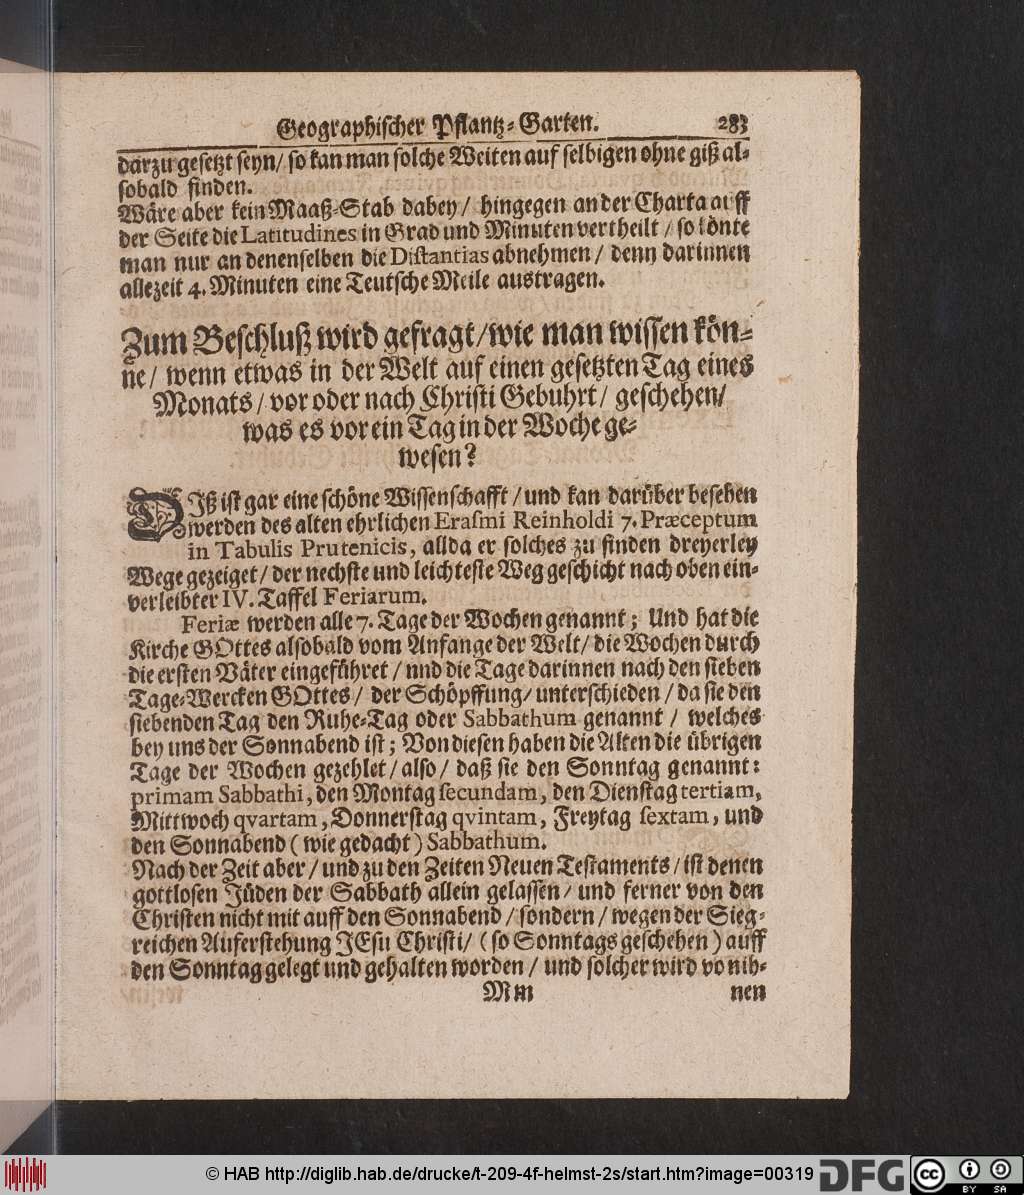 Geographischer Pflantz-Garten. 283
darzu gesetzt seyn/ so kan man solche Weiten auf selbigen ohne giß al-
sobald finden.
Wäre aber kein Maaß-Stab dabey/ hingegen an der Charta auff
der Seite die Latitudines in Grad und Minuten vertheilt/ so könte
man nur an denenselben die Distantias abnehmen/ denn darinnen
allezeit 4. Minuten eine Teutsche Meile austragen.
Zum Beschluß wird gefragt/wie man wissen kön-
ne/ wenn etwas in der Welt auf einen gesetzten Tag eines
Monats/ vor oder nach Christi Gebuhrt/ geschehen/
was es vor ein Tag in der Woche ge-
wesen?
DIß ist gar eine schöne Wissenschafft/und kan darüber besehen
werden des alten ehrlichen Erasmi Reinholdi 7. Præceptum
in Tabulis Prutenicis, allda er solches zu finden dreyerley
Wege gezeiget/ der nechste und leichteste Weg geschicht nach oben ein-
verleibter IV. Taffel Feriarum.
Feriæ werden alle 7. Tage der Wochen genannt; Und hat die
Kirche GOttes alsobald vom Anfange der Welt/ die Wochen durch
die ersten Väter eingeführet/ nnd die Tage darinnen nach den sieben
Tage-Wercken GOttes/ der Schöpffung/ unterschieden/ da sie den
siebenden Tag den Ruhe-Tag oder Sabbathum genannt/ welches
bey uns der Sonnabend ist; Von diesen haben die Alten die übrigen
Tage der Wochen gezehlet/ also/ daß sie den Sonntag genannt:
primam Sabbathi, den Montag secundam, den Dienstag tertiam,
Mittwoch qvartam, Donnerstag qvintam, Freytag sextam, und
den Sonnabend (wie gedacht) Sabbathum.
Nach der Zeit aber/ und zu den Zeiten Neuen Testaments/ ist denen
gottlosen Jüden der Sabbath allein gelassen/ und ferner von den
Christen nicht mit auff den Sonnabend/ sondern/ wegen der Sieg-
reichen Auferstehung JEsu Christi/ (so Sonntags geschehen) auff
den Sonntag gelegt und gehalten worden/ und solcher wird von ih-
Mm nen
© HAB http://diglib.hab.de/drucke/t-209-4f-helmst-2s/start.htm?image=00319 DFG cc BY SA